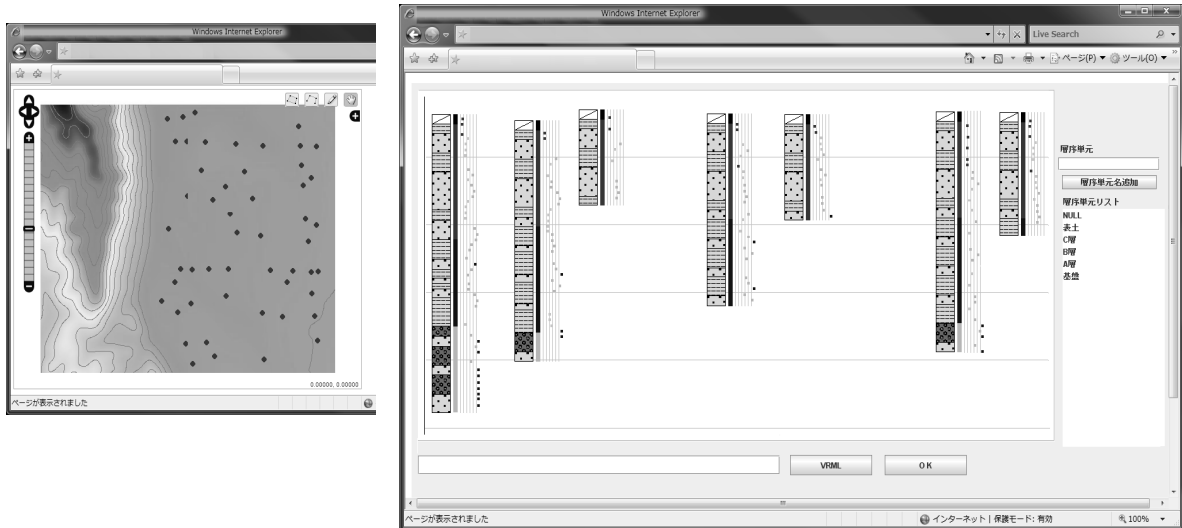 Windows Internet Explorer
0.00000, 0.00000
ページが表示されました
Windows Internet Explorer
Live Search
ページ(P)
ツール(O)
層序単元
層序単元名追加
層序単元リスト
NULL
表土
C層
B層
A層
基盤
VRML
OK
ページが表示されました
インターネット | 保護モード: 有効
100%